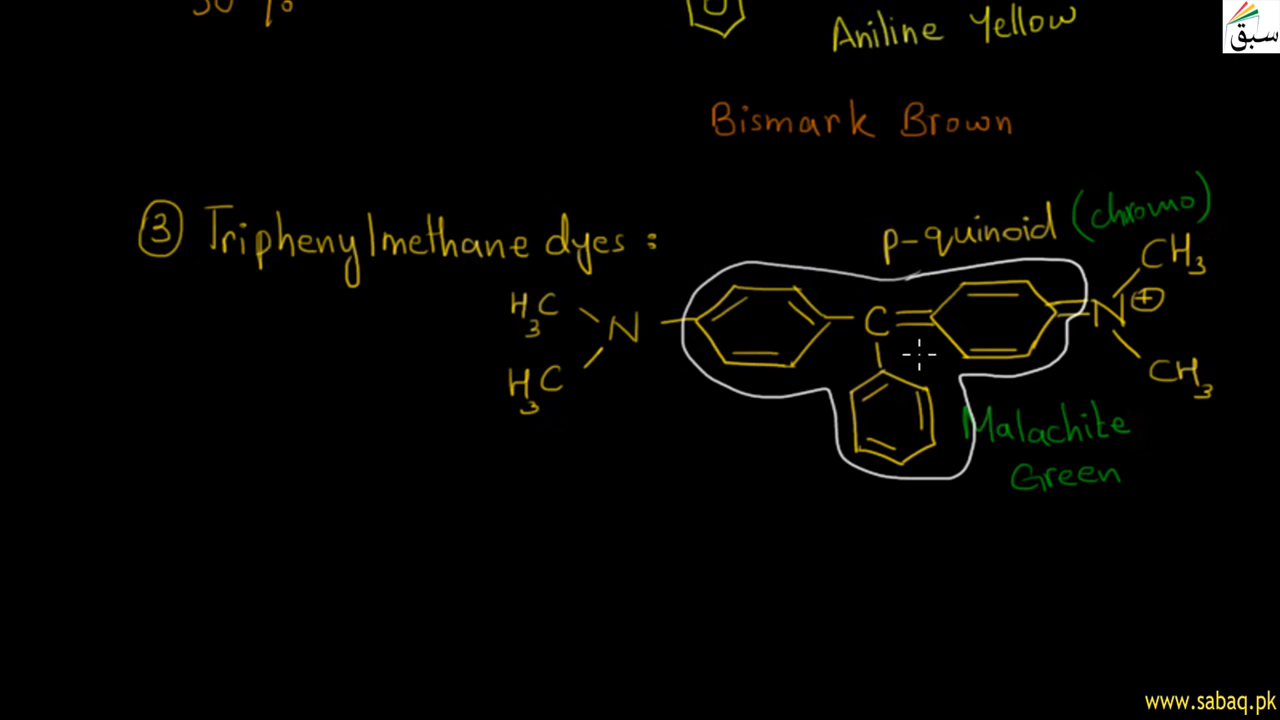 سبق
Aniline Yellow
Bismark Brown
③ Triphenylmethane dyes :
p-quinoid (chromo)
H₃C
H₃C
N
C
N⊕
CH₃
CH₃
Malachite
Green
www.sabaq.pk